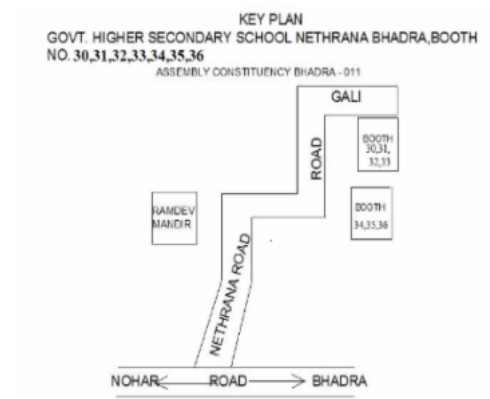 KEY PLAN
GOVT. HIGHER SECONDARY SCHOOL NETHRANA BHADRA,BOOTH
NO. 30,31,32,33,34,35,36
ASSEMBLY CONSTITUENCY BHADRA - 011
GALI
ROAD
BOOTH
30,31,
32,33
RAMDEV
MANDIR
BOOTH
34,35,36
NETHRANA ROAD
NOHAR ROAD BHADRA